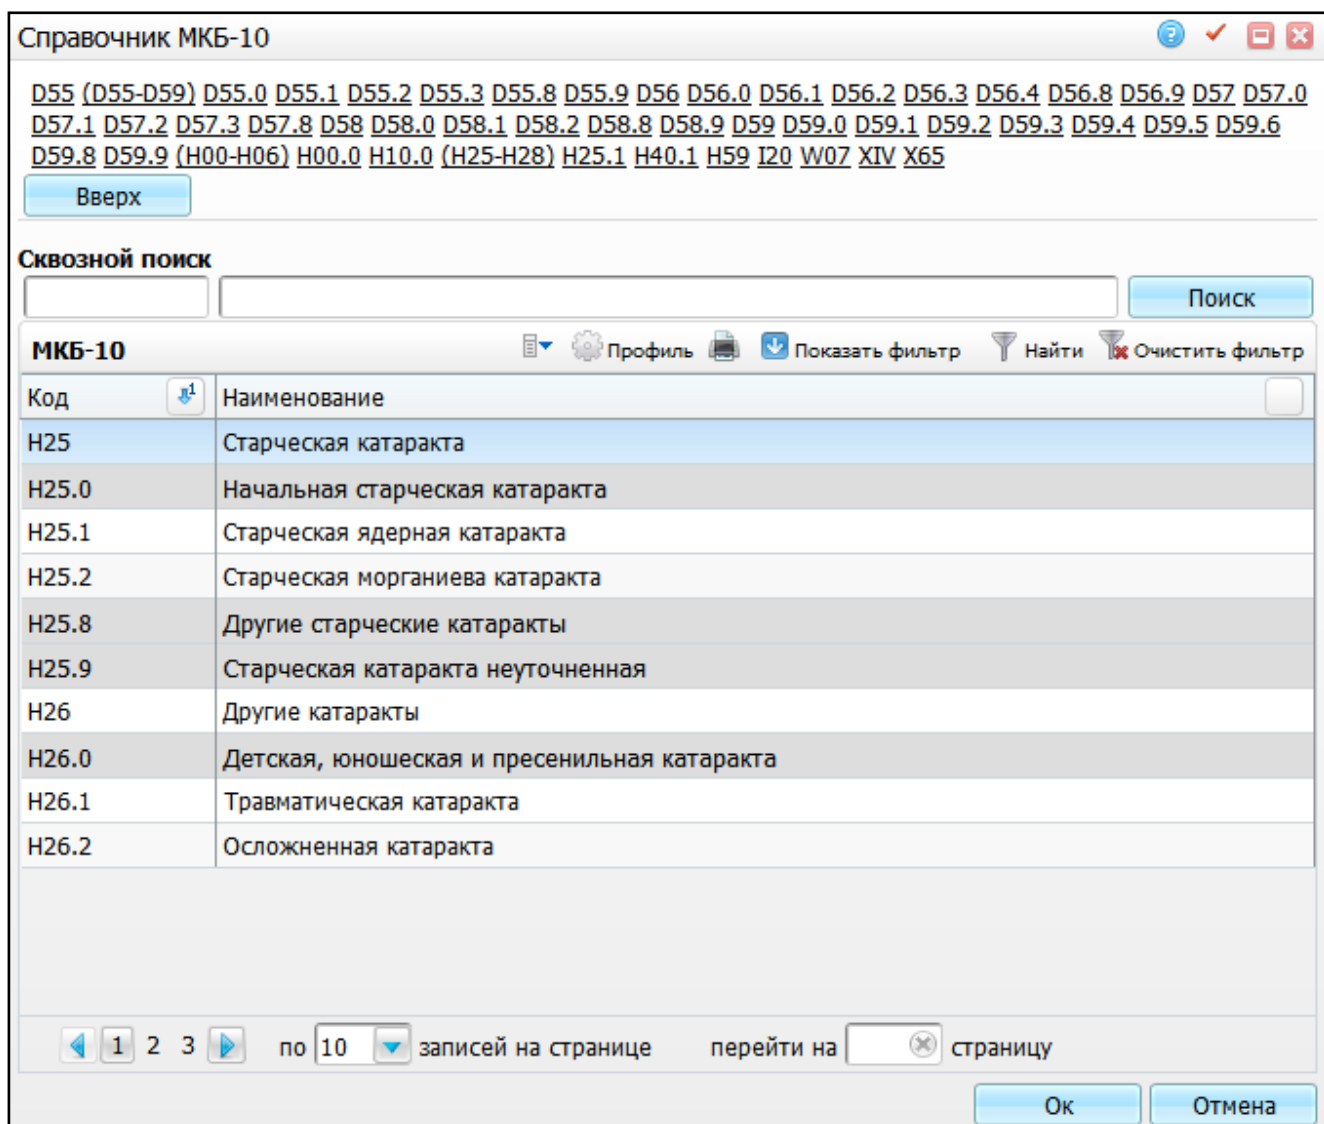 Справочник МКБ-10
D55 (D55-D59) D55.0 D55.1 D55.2 D55.3 D55.8 D55.9 D56 D56.0 D56.1 D56.2 D56.3 D56.4 D56.8 D56.9 D57 D57.0
D57.1 D57.2 D57.3 D57.8 D58 D58.0 D58.1 D58.2 D58.8 D58.9 D59 D59.0 D59.1 D59.2 D59.3 D59.4 D59.5 D59.6
D59.8 D59.9 (H00-H06) H00.0 H10.0 (H25-H28) H25.1 H40.1 H59 I20 W07 XIV X65
Вверх
Сквозной поиск
Поиск
МКБ-10 Профиль Показать фильтр Найти Очистить фильтр
Код 1 Наименование
H25 Старческая катаракта
H25.0 Начальная старческая катаракта
H25.1 Старческая ядерная катаракта
H25.2 Старческая морганиева катаракта
H25.8 Другие старческие катаракты
H25.9 Старческая катаракта неуточненная
H26 Другие катаракты
H26.0 Детская, юношеская и пресенильная катаракта
H26.1 Травматическая катаракта
H26.2 Осложненная катаракта
1 2 3 по 10 записей на странице перейти на страницу
Ок Отмена